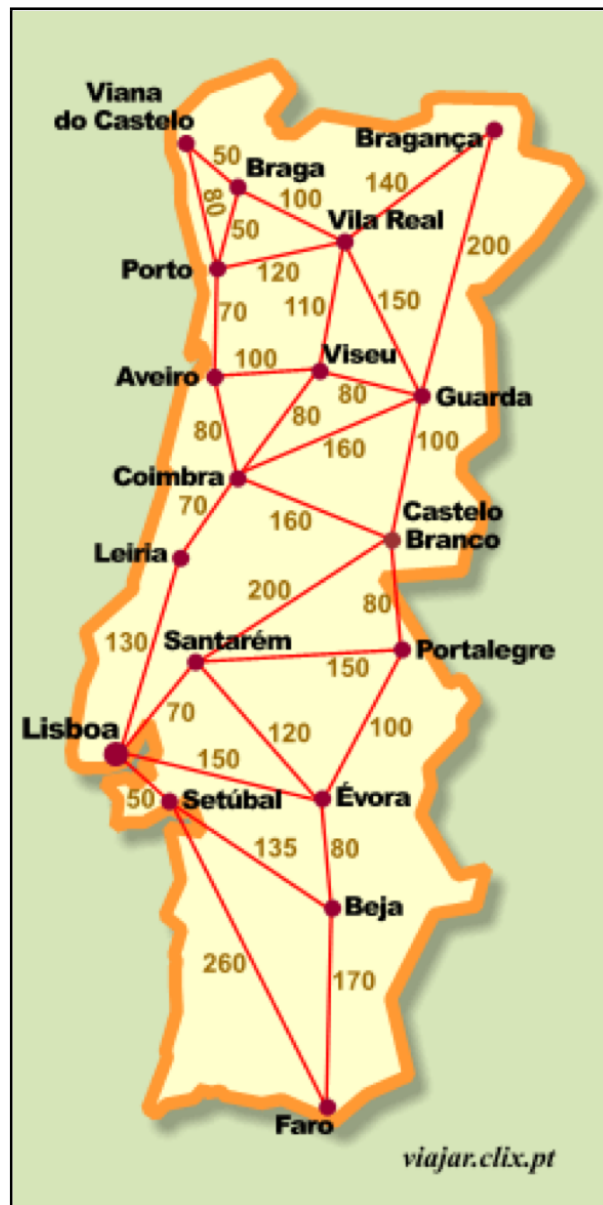 Viana
do Castelo
Bragança
50
Braga
140
100
80
50
Vila Real
200
Porto
120
70
110
150
Viseu
100
Aveiro
80
Guarda
80
80
160
100
Coimbra
Castelo
70
160
Branco
Leiria
200
80
Santarém
130
Portalegre
150
70
100
Lisboa
120
150
50
Setúbal
Évora
135
80
Beja
260
170
Faro
viajar.clix.pt